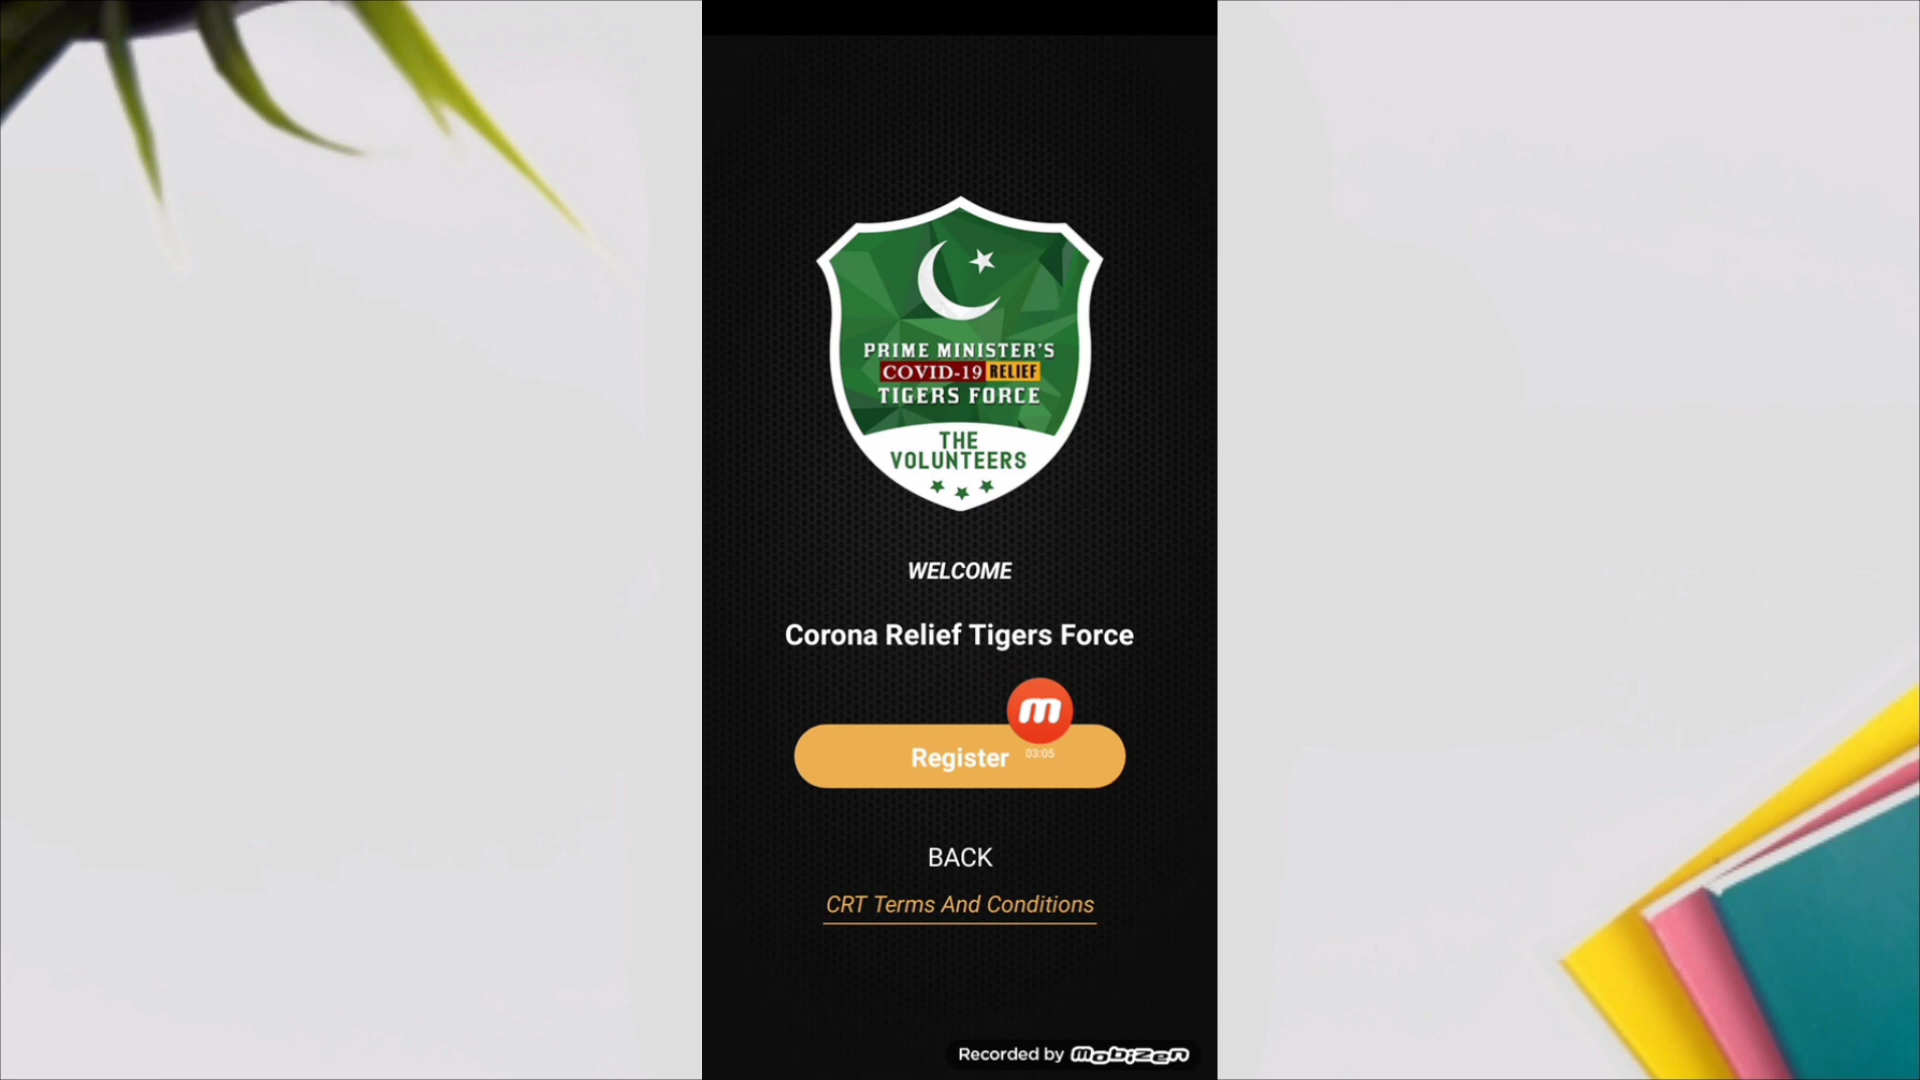 PRIME MINISTER'S
COVID-19 RELIEF
TIGERS FORCE
THE
VOLUNTEERS
WELCOME
Corona Relief Tigers Force
m
Register 03:05
BACK
CRT Terms And Conditions
Recorded by Mobizen